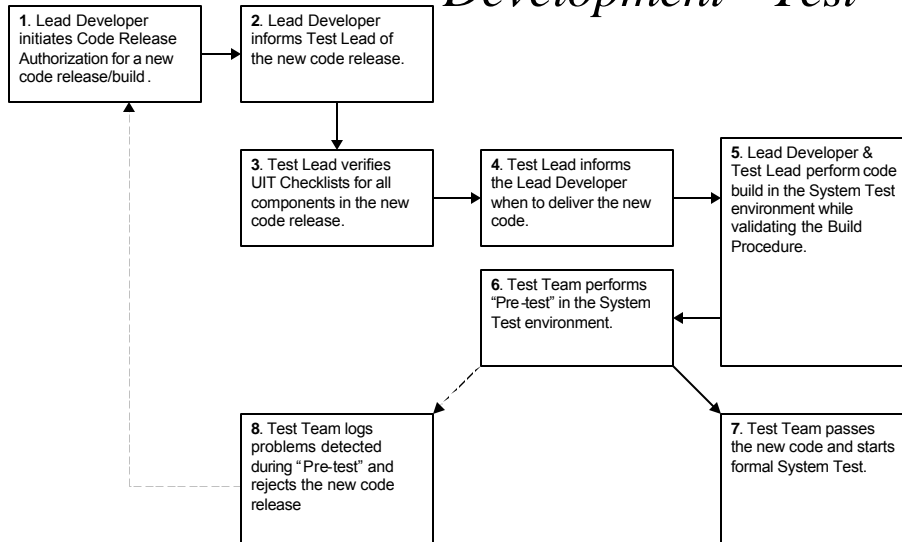 Development Test
1. Lead Developer
initiates Code Release
Authorization for a new
code release/build .
2. Lead Developer
informs Test Lead of
the new code release.
3. Test Lead verifies
UIT Checklists for all
components in the new
code release.
4. Test Lead informs
the Lead Developer
when to deliver the new
code.
5. Lead Developer &
Test Lead perform code
build in the System Test
environment while
validating the Build
Procedure.
6. Test Team performs
“Pre-test” in the System
Test environment.
7. Test Team passes
the new code and starts
formal System Test.
8. Test Team logs
problems detected
during “Pre-test” and
rejects the new code
release